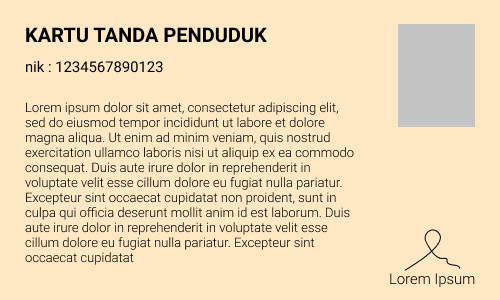 KARTU TANDA PENDUDUK
nik : 1234567890123
Lorem ipsum dolor sit amet, consectetur adipiscing elit,
sed do eiusmod tempor incididunt ut labore et dolore
magna aliqua. Ut enim ad minim veniam, quis nostrud
exercitation ullamco laboris nisi ut aliquip ex ea commodo
consequat. Duis aute irure dolor in reprehenderit in
voluptate velit esse cillum dolore eu fugiat nulla pariatur.
Excepteur sint occaecat cupidatat non proident, sunt in
culpa qui officia deserunt mollit anim id est laborum. Duis
aute irure dolor in reprehenderit in voluptate velit esse
cillum dolore eu fugiat nulla pariatur. Excepteur sint
occaecat cupidatat
Lorem Ipsum